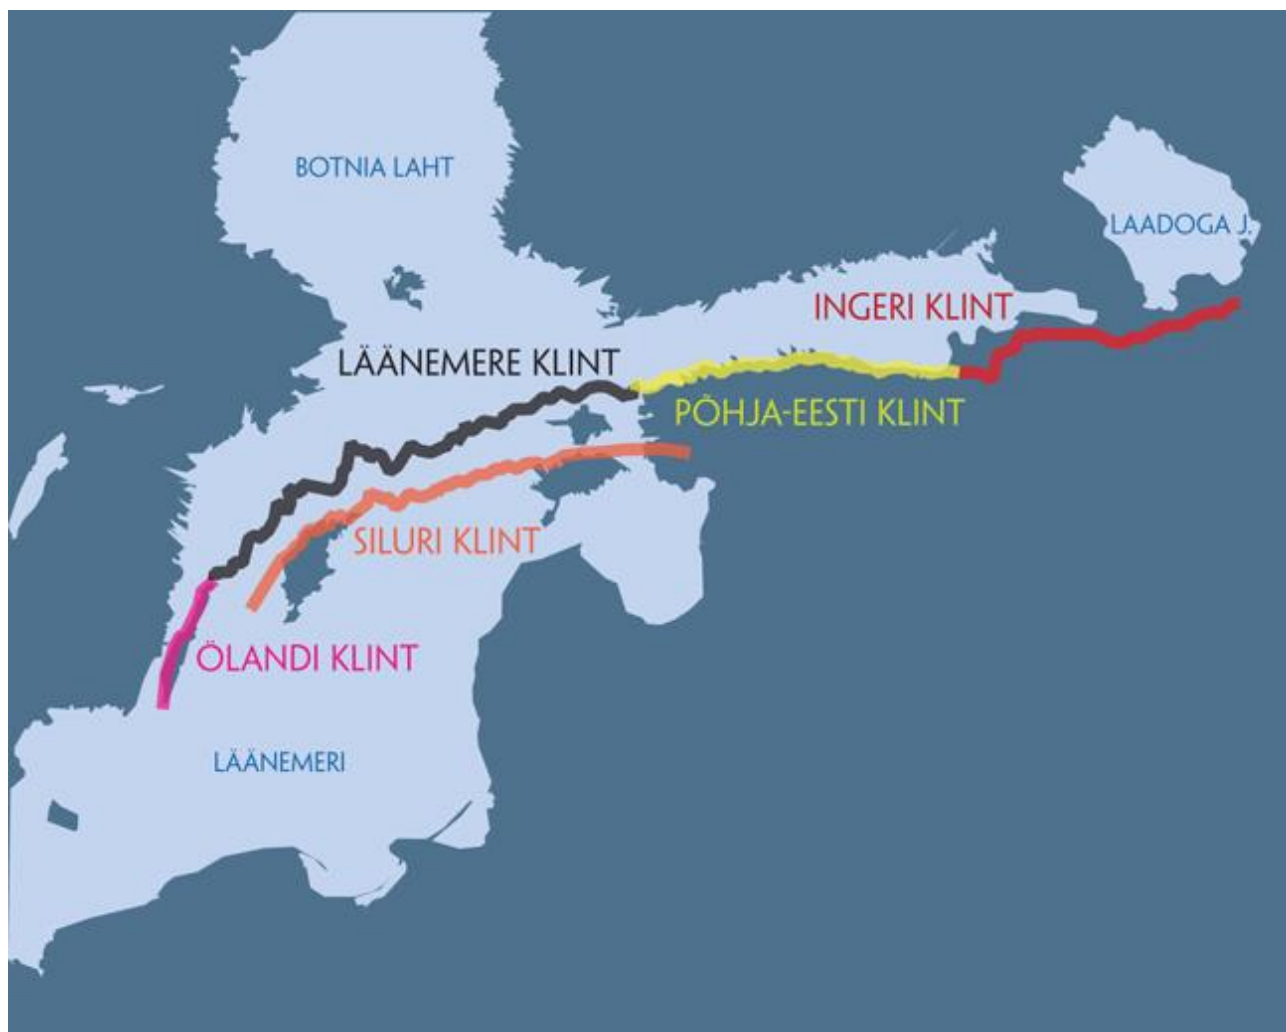 BOTNIA LAHT
LAADOGA J.
INGERI KLINT
LÄÄNEMERE KLINT
PÕHJA-EESTI KLINT
SILURI KLINT
ÖLANDI KLINT
LÄÄNEMERI